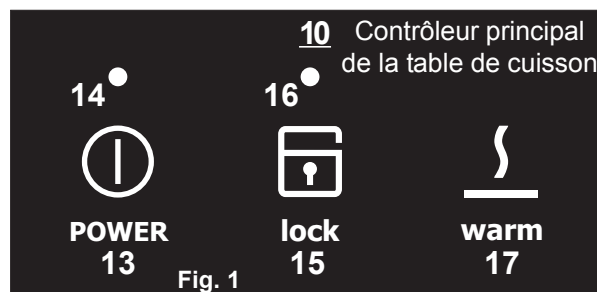 10 Contrôleur principal
de la table de cuisson
14 16
POWER lock warm
13 15 17
Fig. 1